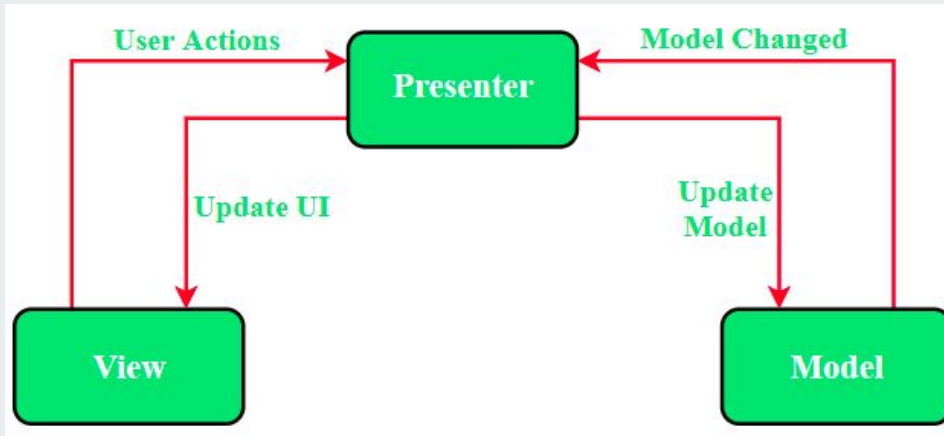 User Actions
Model Changed
Presenter
Update UI
Update
Model
View
Model